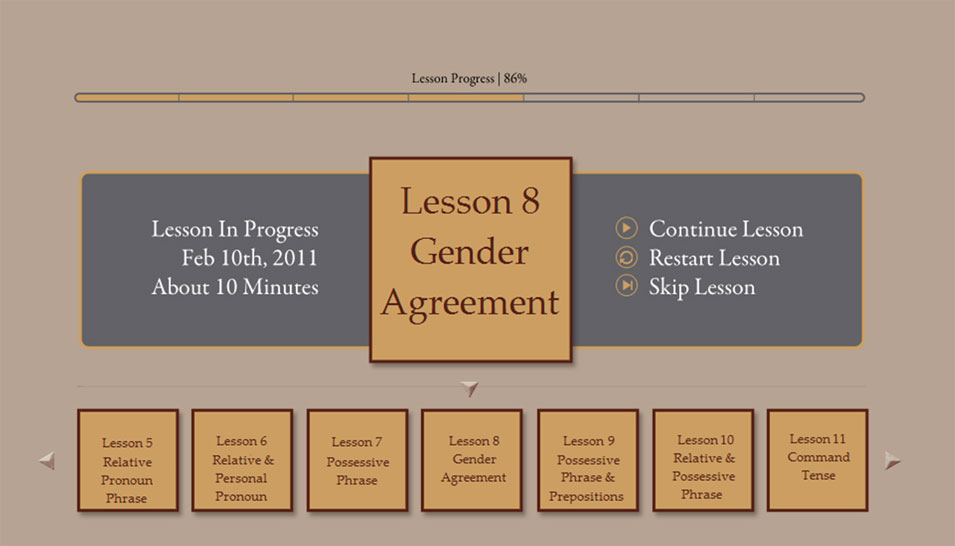 Lesson Progress | 86%
Lesson In Progress
Feb 10th, 2011
About 10 Minutes
Lesson 8
Gender
Agreement
Continue Lesson
Restart Lesson
Skip Lesson
Lesson 5
Relative
Pronoun
Phrase
Lesson 6
Relative &
Personal
Pronoun
Lesson 7
Possessive
Phrase
Lesson 8
Gender
Agreement
Lesson 9
Possessive
Phrase &
Prepositions
Lesson 10
Relative &
Possessive
Phrase
Lesson 11
Command
Tense